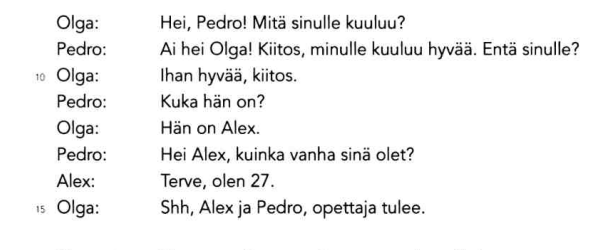 Olga: Hei, Pedro! Mitä sinulle kuuluu?
Pedro: Ai hei Olga! Kiitos, minulle kuuluu hyvää. Entä sinulle?
10 Olga: Ihan hyvää, kiitos.
Pedro: Kuka hän on?
Olga: Hän on Alex.
Pedro: Hei Alex, kuinka vanha sinä olet?
Alex: Terve, olen 27.
15 Olga: Shh, Alex ja Pedro, opettaja tulee.